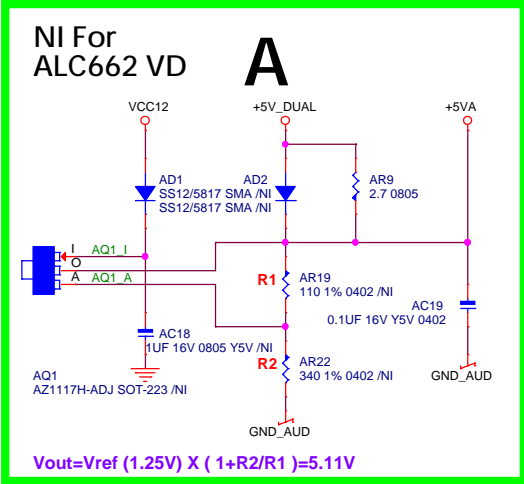 NI For
ALC662 VD
A
VCC12
+5V_DUAL
+5VA
AD1
SS12/5817 SMA /NI
SS12/5817 SMA /NI
AD2
AR9
2.7 0805
I
AQ1_I
O
A
AQ1_A
R1
AR19
110 1% 0402 /NI
AC19
0.1UF 16V Y5V 0402
AC18
1UF 16V 0805 Y5V /NI
R2
AR22
340 1% 0402 /NI
AQ1
AZ1117H-ADJ SOT-223 /NI
GND_AUD
GND_AUD
Vout=Vref (1.25V) X ( 1+R2/R1 )=5.11V